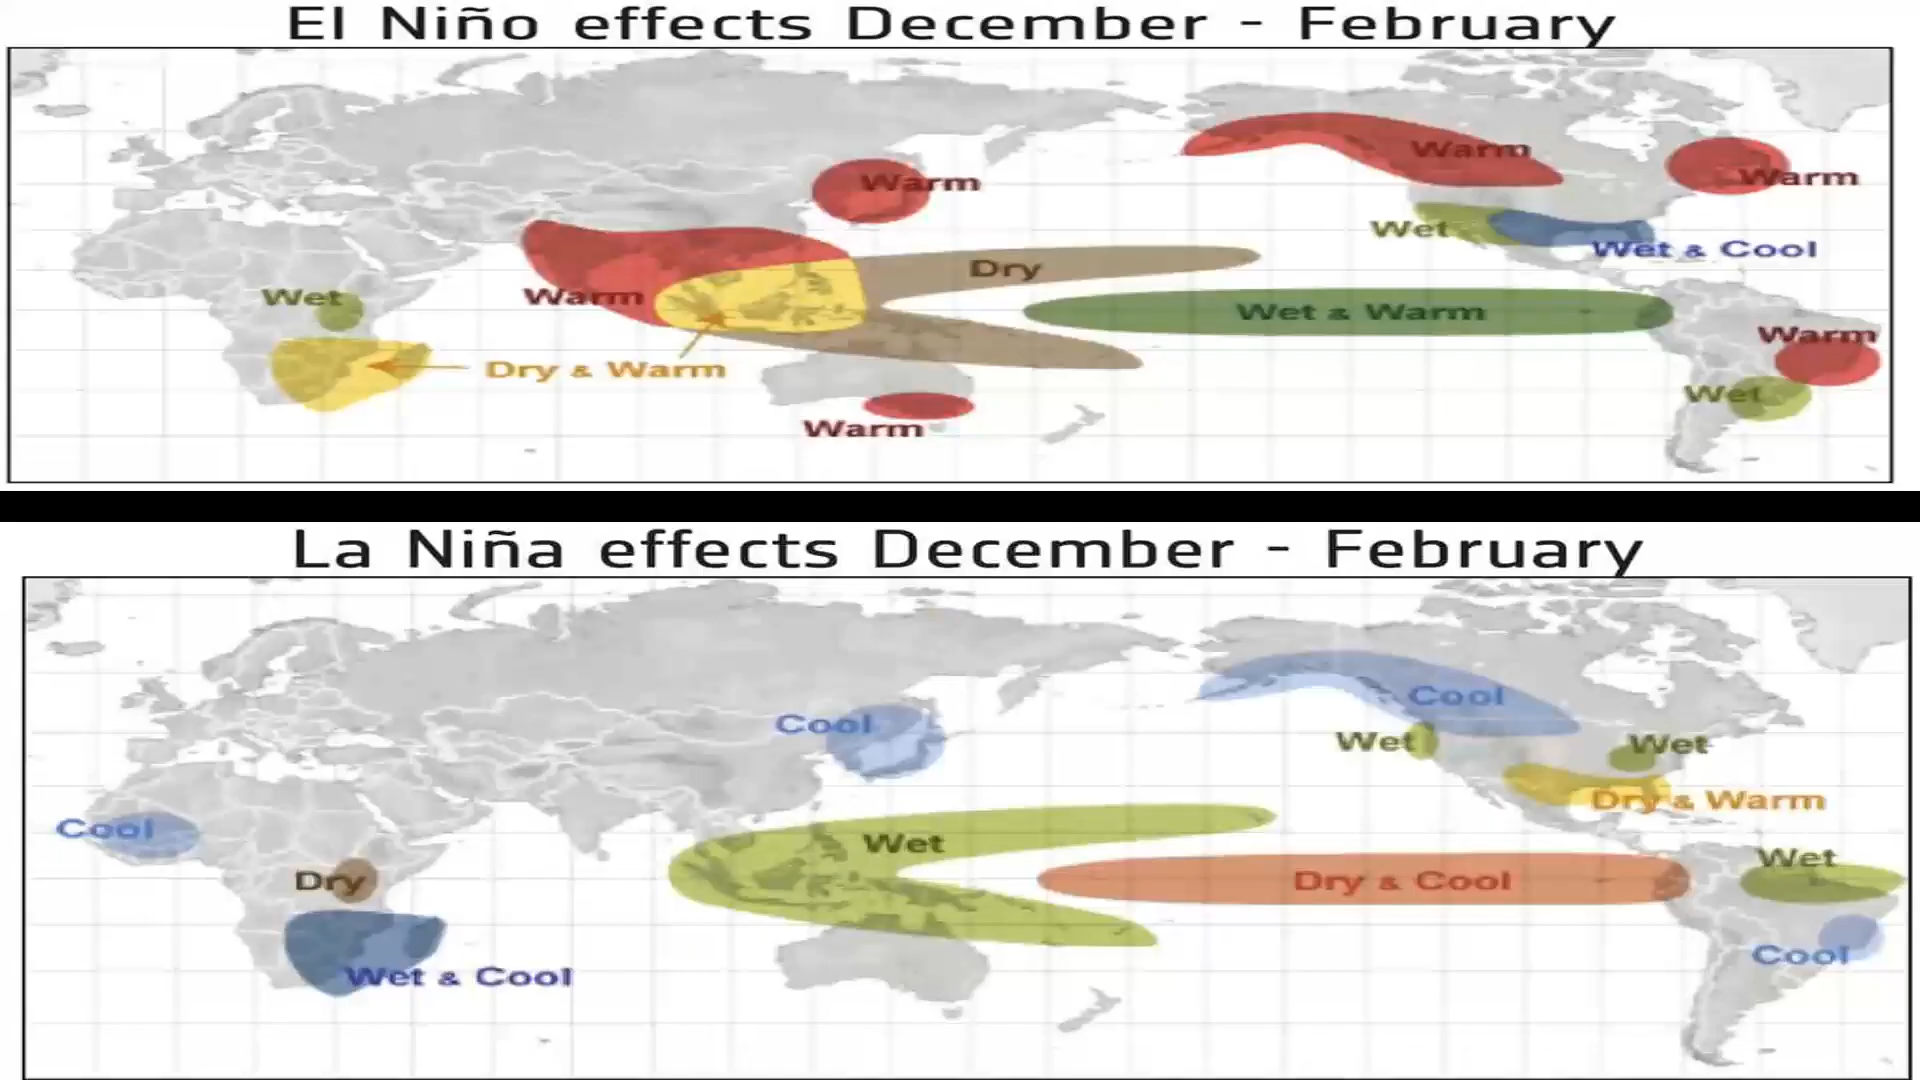 El Niño effects December - February
Warm
Warm
Warm
Wet
Wet & Cool
Dry
Wet
Warm
Wet & Warm
Warm
Dry & Warm
Wet
Warm
La Niña effects December - February
Cool
Cool
Wet
Wet
Dry & Warm
Cool
Wet
Wet
Dry
Dry & Cool
Cool
Wet & Cool